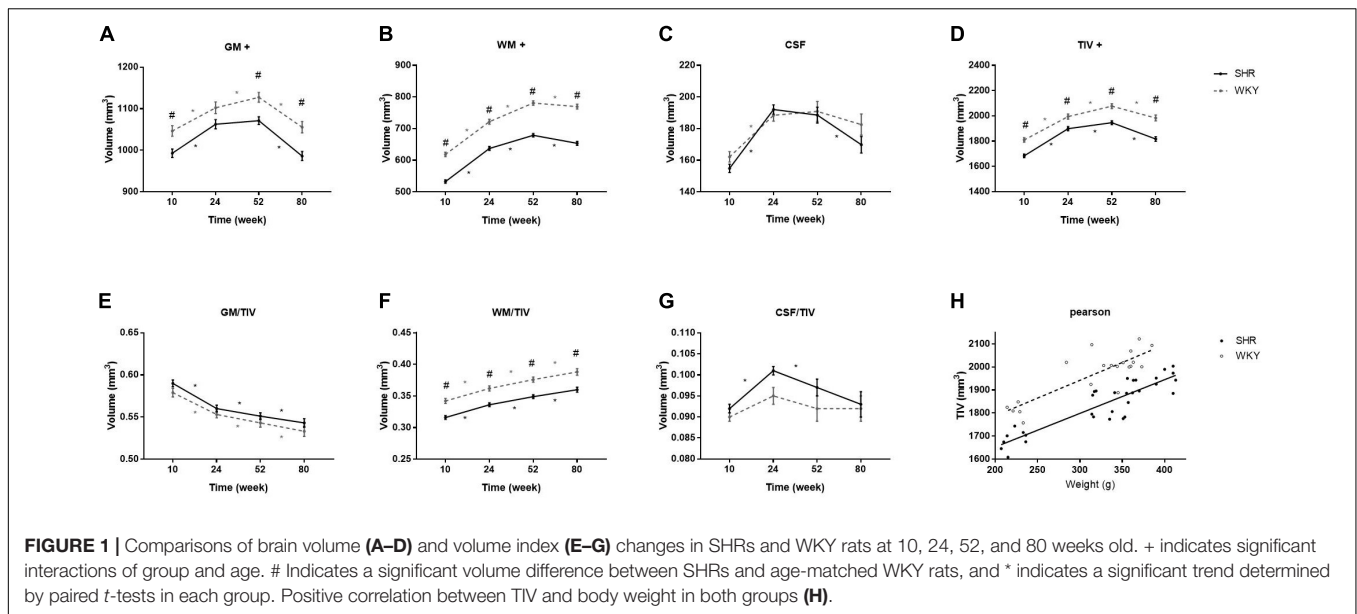 A
GM +
Volume (mm³)
1200
1100
1000
900
#
*
*
#
*
#
*
*
10 24 52 80
Time (week)
B
WM +
Volume (mm³)
900
800
700
600
500
#
*
#
*
#
*
#
*
*
*
10 24 52 80
Time (week)
C
CSF
Volume (mm³)
220
200
180
160
140
*
*
*
10 24 52 80
Time (week)
D
TIV +
Volume (mm³)
2400
2200
2000
1800
1600
1400
#
*
#
*
#
*
#
*
*
*
10 24 52 80
Time (week)
SHR
WKY
E
GM/TIV
Volume (mm³)
0.65
0.60
0.55
0.50
*
*
*
*
*
*
10 24 52 80
Time (week)
F
WM/TIV
Volume (mm³)
0.45
0.40
0.35
0.30
0.25
#
*
#
*
#
*
#
*
*
*
10 24 52 80
Time (week)
G
CSF/TIV
Volume (mm³)
0.110
0.106
0.101
0.095
0.090
0.085
0.080
*
*
10 24 52 80
Time (week)
H
pearson
TIV (mm³)
2100
2000
1900
1800
1700
1600
200 250 300 350 400
Weight (g)
SHR
WKY
FIGURE 1 | Comparisons of brain volume (A–D) and volume index (E–G) changes in SHRs and WKY rats at 10, 24, 52, and 80 weeks old. + indicates significant
interactions of group and age. # Indicates a significant volume difference between SHRs and age-matched WKY rats, and * indicates a significant trend determined
by paired t-tests in each group. Positive correlation between TIV and body weight in both groups (H).